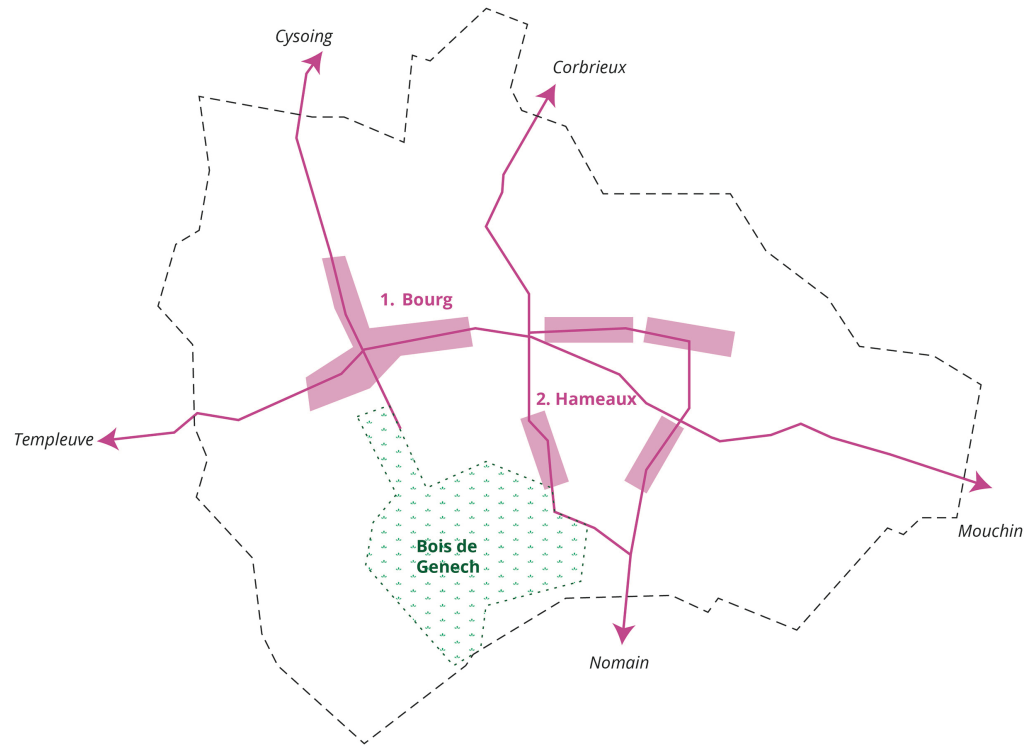 Cysoing
Corbrieux
1. Bourg
2. Hameaux
Templeuve
Mouchin
Bois de
Genech
Nomain